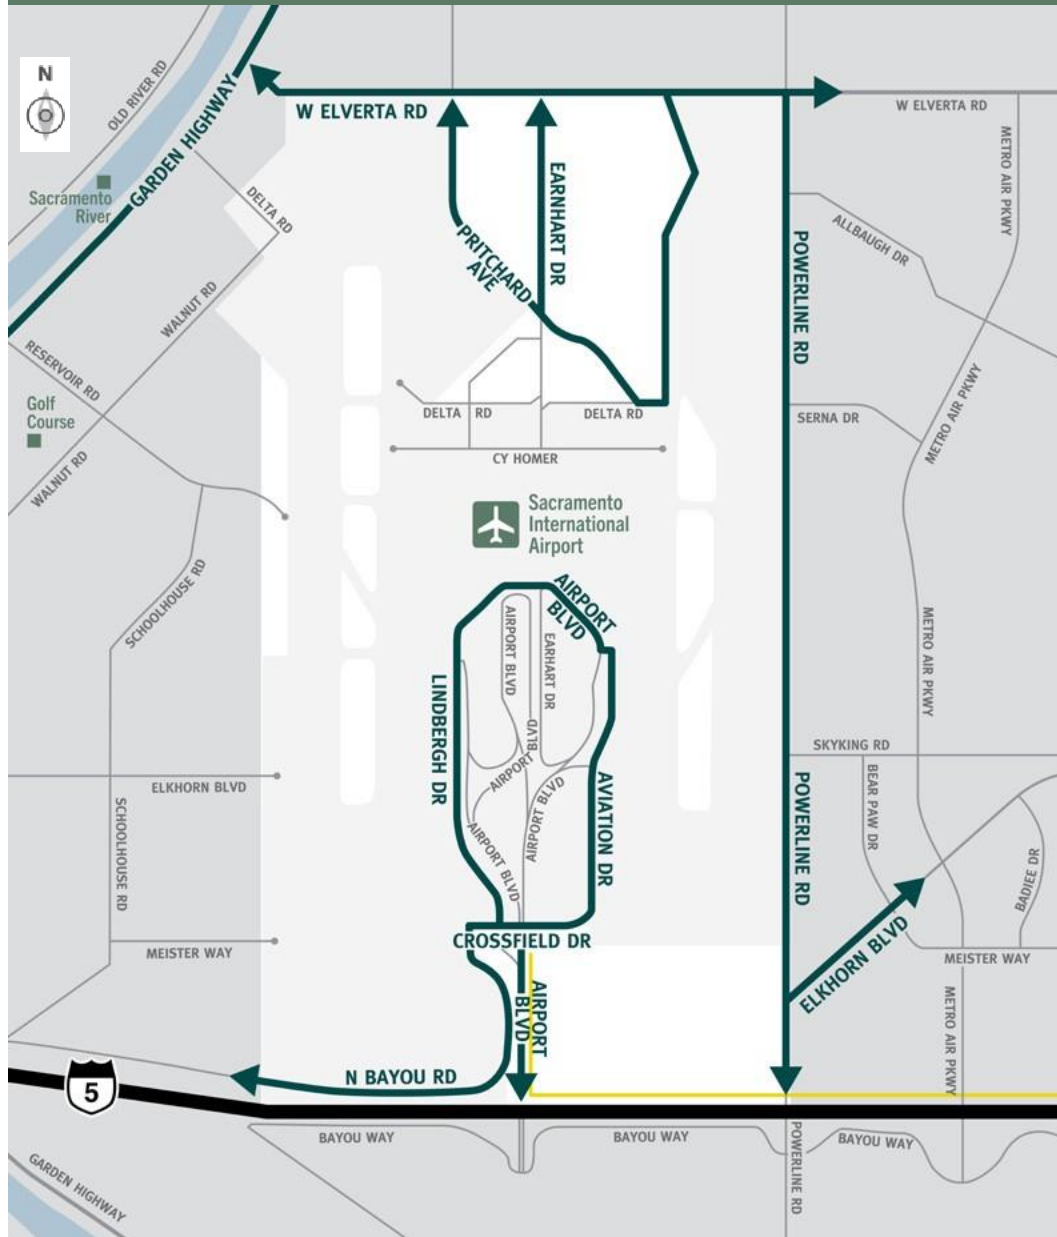 N
OLD RIVER RD
GARDEN HIGHWAY
W ELVERTA RD
W ELVERTA RD
METRO AIR PKWY
Sacramento
River
DELTA RD
EARNHART DR
PRITCHARD
AVE
POWERLINE RD
ALLBAUGH DR
WALNUT RD
RESERVOIR RD
Golf
Course
WALNUT RD
DELTA RD
DELTA RD
SERNA DR
METRO AIR PKWY
CY HOMER
Sacramento
International
Airport
SCHOOLHOUSE RD
AIRPORT
BLVD
AIRPORT BLVD
EARHART DR
METRO AIR PKWY
LINDBERGH DR
BLVD
AIRPORT
SKYKING RD
ELKHORN BLVD
AIRPORT BLVD
AVIATION DR
POWERLINE RD
BEAR PAW DR
SCHOOLHOUSE RD
AIRPORT BLVD
BADIEE DR
CROSSFIELD DR
MEISTER WAY
ELKHORN BLVD
MEISTER WAY
AIRPORT
BLVD
METRO AIR PKWY
N BAYOU RD
5
BAYOU WAY
BAYOU WAY
BAYOU WAY
POWERLINE RD
GARDEN HIGHWAY